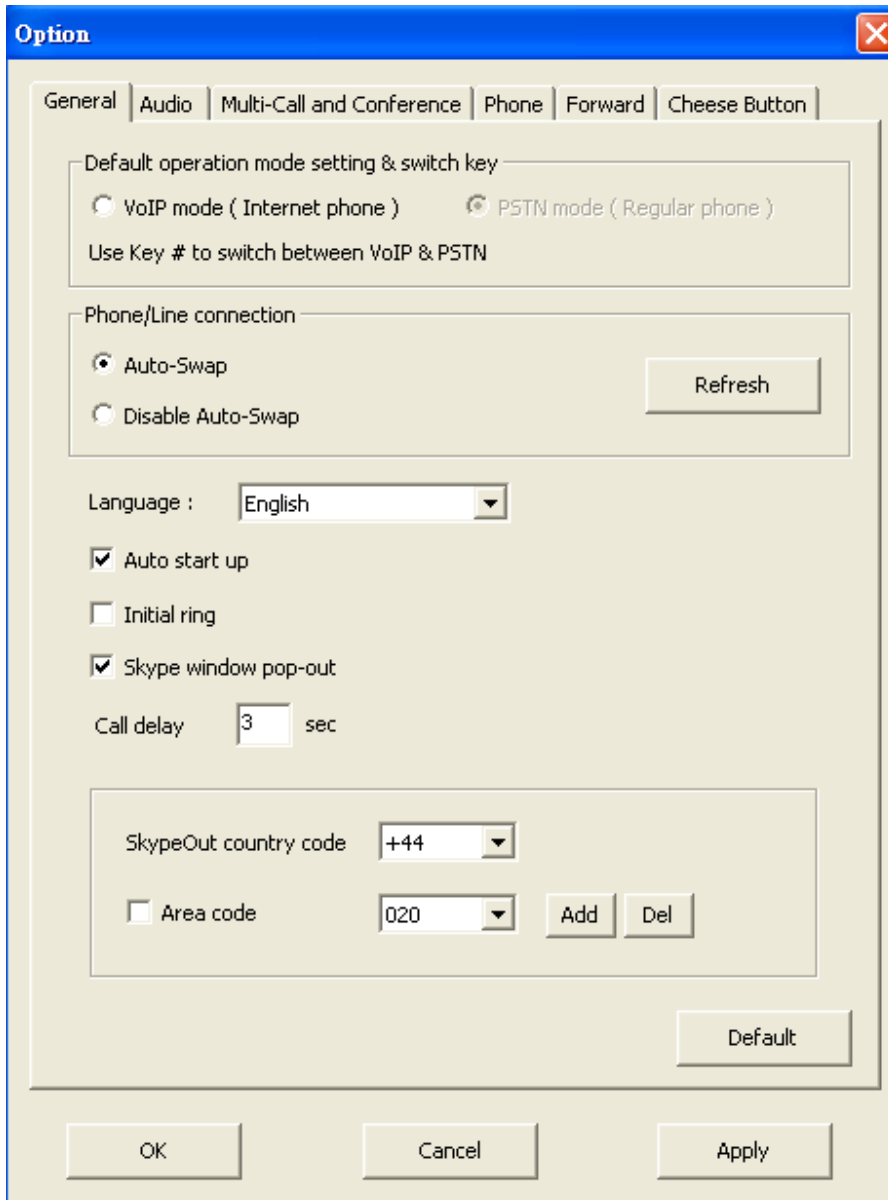 Option
General Audio Multi-Call and Conference Phone Forward Cheese Button
Default operation mode setting & switch key
VoIP mode ( Internet phone ) PSTN mode ( Regular phone )
Use Key # to switch between VoIP & PSTN
Phone/Line connection
Auto-Swap
Refresh
Disable Auto-Swap
Language : English
Auto start up
Initial ring
Skype window pop-out
Call delay 3 sec
SkypeOut country code +44
Area code 020 Add Del
Default
OK Cancel Apply